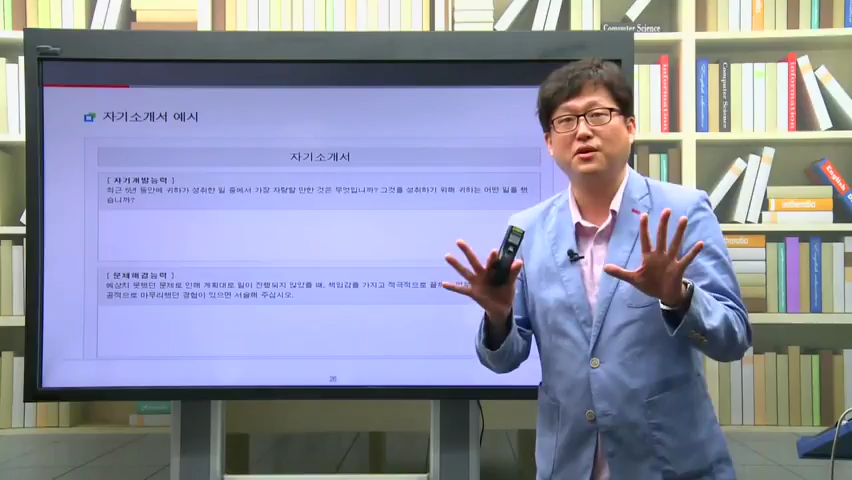 Computer Science
자기소개서 예시
자기소개서
[ 자기개발능력 ]
최근 5년 동안에 귀하가 성취한 일 중에서 가장 자랑할 만한 것은 무엇입니까? 그것을 성취하기 위해 귀하는 어떤 일을 했
습니까?
[ 문제해결능력 ]
예상치 못했던 문제로 인해 계획대로 일이 진행되지 않았을 때, 책임감을 가지고 적극적으로
공적으로 마무리했던 경험이 있으면 서술해 주십시오.
26
information
Computer Science
information
English